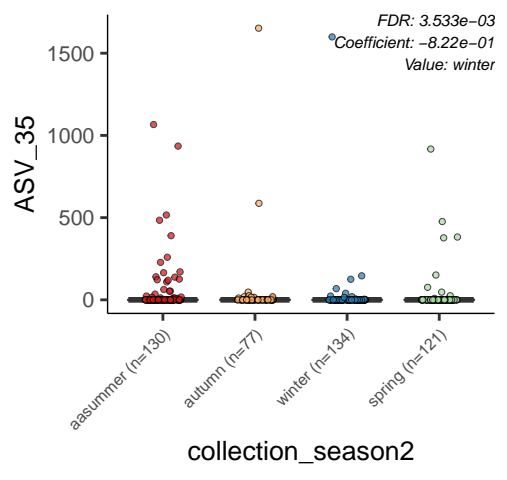 FDR: 3.533e−03
Coefficient: −8.22e−01
Value: winter
ASV_35
1500
1000
500
0
aasummer (n=130)
autumn (n=77)
winter (n=134)
spring (n=121)
collection_season2